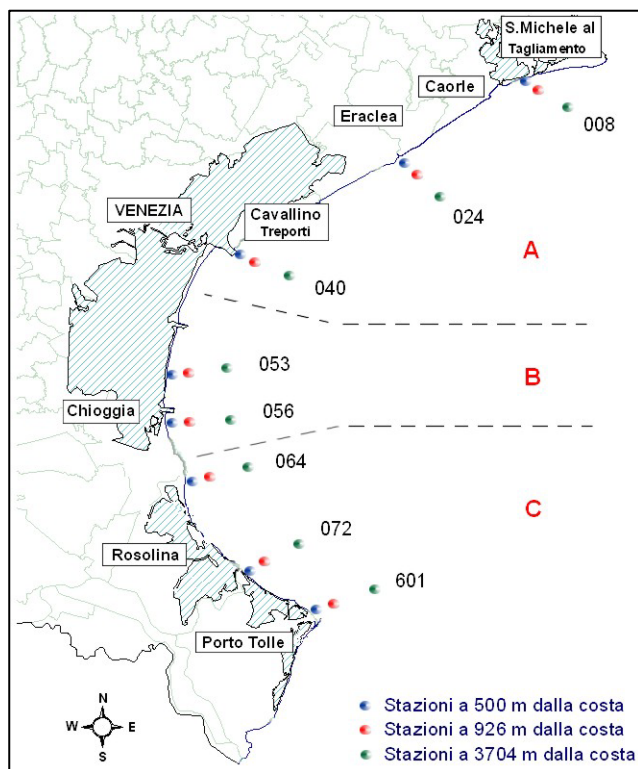 S.Michele al
Tagliamento
Caorle
008
Eraclea
024
VENEZIA
Cavallino
Treporti
A
040
053
B
Chioggia
056
064
C
072
Rosolina
601
Porto Tolle
N
W E
S
Stazioni a 500 m dalla costa
Stazioni a 926 m dalla costa
Stazioni a 3704 m dalla costa